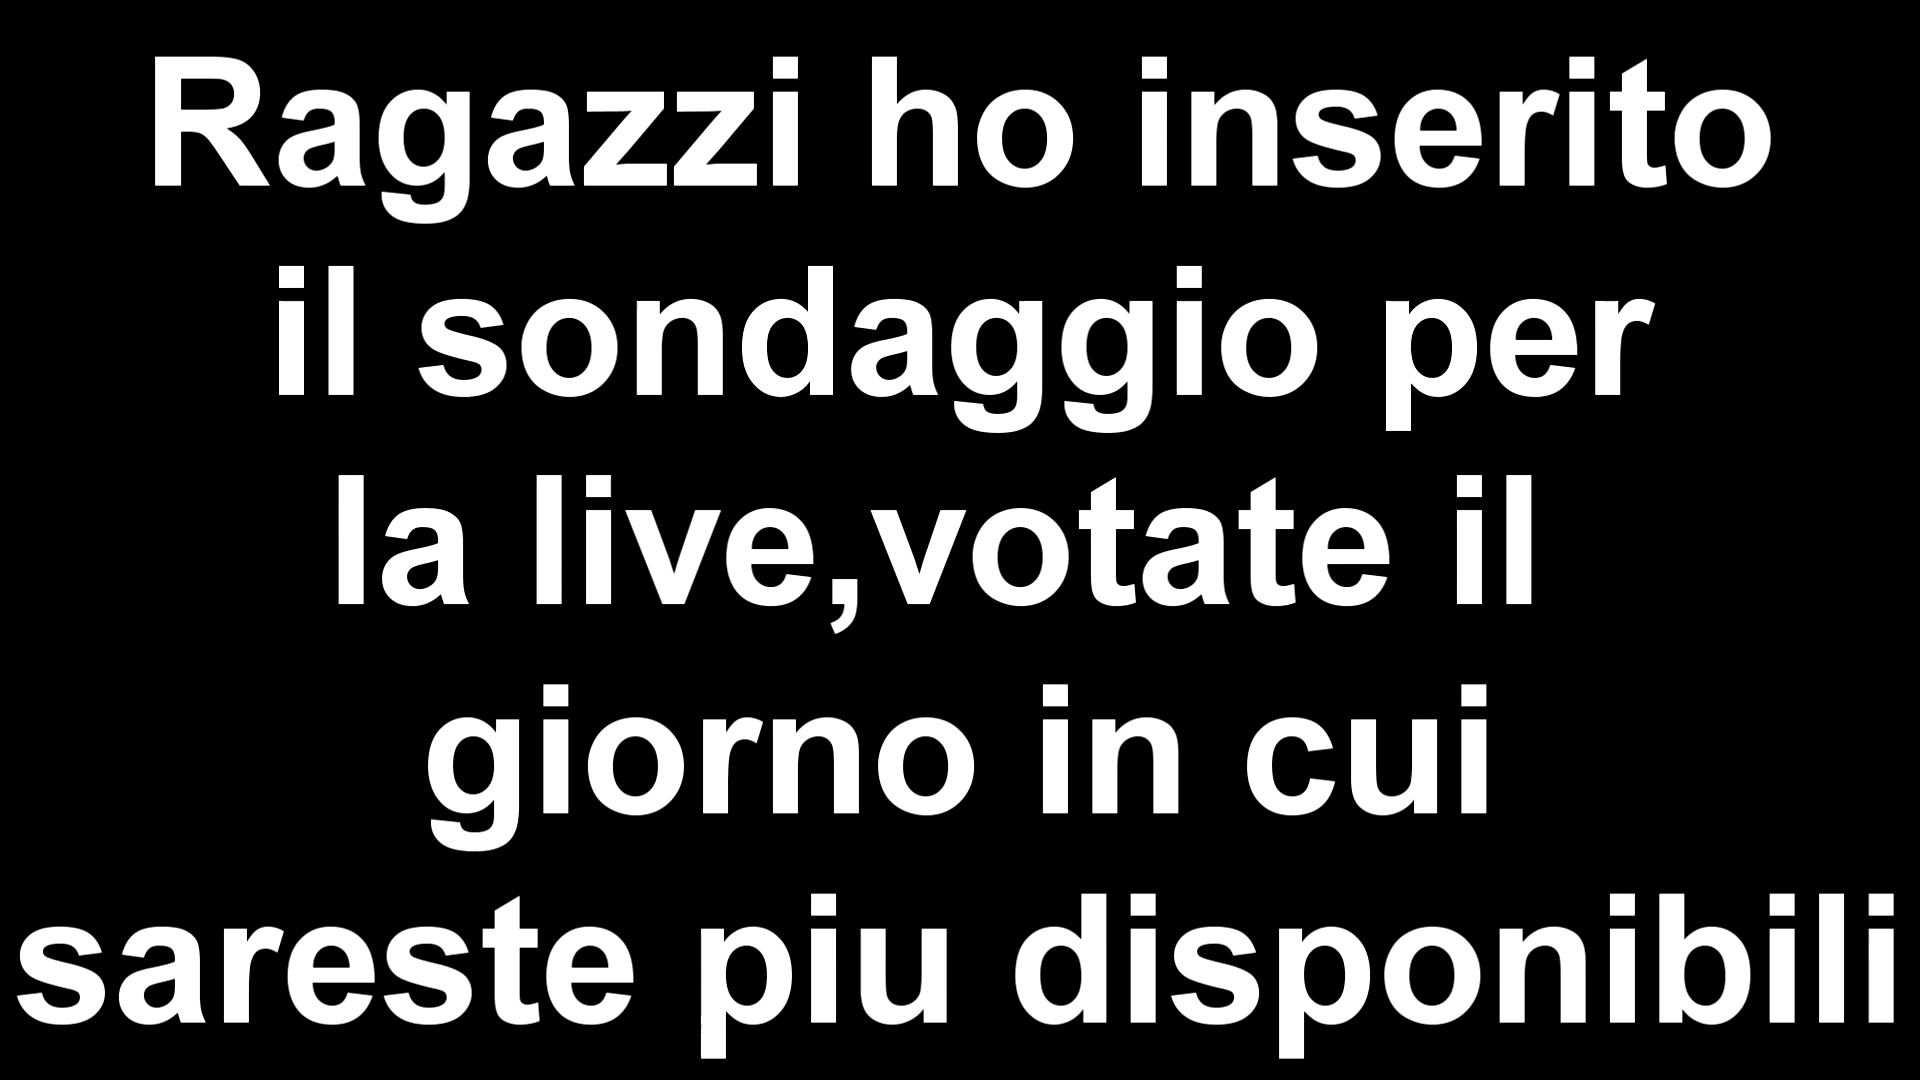 Ragazzi ho inserito
il sondaggio per
la live,votate il
giorno in cui
sareste piu disponibili